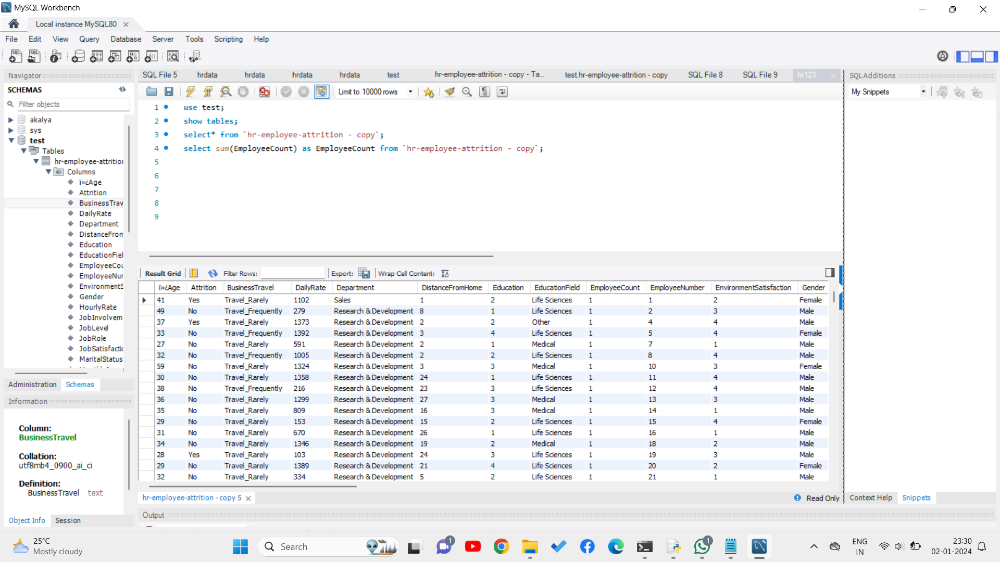 MySQL Workbench
Local instance MySQL80
File Edit View Query Database Server Tools Scripting Help
Navigator
SCHEMAS
Filter objects
akalya
sys
test
Tables
hr-employee-attrition
Columns
ï»¿Age
Attrition
BusinessTrav
DailyRate
Department
DistanceFrom
Education
EducationFiel
EmployeeCou
EmployeeNur
EnvironmentS
Gender
HourlyRate
JobInvolvem
JobLevel
JobRole
JobSatisfactic
MaritalStatus
Administration Schemas
Information
Column:
BusinessTravel
Collation:
utf8mb4_0900_ai_ci
Definition:
BusinessTravel text
Object Info Session
SQL File 5 hrdata hrdata hrdata hrdata test hr-employee-attrition - copy - Ta... test.hr-employee-attrition - copy SQL File 8 SQL File 9 hr123
Limit to 10000 rows
1 use test;
2 show tables;
3 select* from `hr-employee-attrition - copy`;
4 select sum(EmployeeCount) as EmployeeCount from `hr-employee-attrition - copy`;
5
6
7
8
9
Result Grid Filter Rows: Export: Wrap Cell Content:
ï»¿Age Attrition BusinessTravel DailyRate Department DistanceFromHome Education EducationField EmployeeCount EmployeeNumber EnvironmentSatisfaction Gender
41 Yes Travel_Rarely 1102 Sales 1 2 Life Sciences 1 1 2 Female
49 No Travel_Frequently 279 Research & Development 8 1 Life Sciences 1 2 3 Male
37 Yes Travel_Rarely 1373 Research & Development 2 2 Other 1 4 4 Male
33 No Travel_Frequently 1392 Research & Development 3 4 Life Sciences 1 5 4 Female
27 No Travel_Rarely 591 Research & Development 2 1 Medical 1 7 1 Male
32 No Travel_Frequently 1005 Research & Development 2 2 Life Sciences 1 8 4 Male
59 No Travel_Rarely 1324 Research & Development 3 3 Medical 1 10 3 Female
30 No Travel_Rarely 1358 Research & Development 24 1 Life Sciences 1 11 4 Male
38 No Travel_Frequently 216 Research & Development 23 3 Life Sciences 1 12 4 Male
36 No Travel_Rarely 1299 Research & Development 27 3 Medical 1 13 3 Male
35 No Travel_Rarely 809 Research & Development 16 3 Medical 1 14 1 Male
29 No Travel_Rarely 153 Research & Development 15 2 Life Sciences 1 15 4 Female
31 No Travel_Rarely 670 Research & Development 26 1 Life Sciences 1 16 1 Male
34 No Travel_Rarely 1346 Research & Development 19 2 Medical 1 18 2 Male
28 Yes Travel_Rarely 103 Research & Development 24 3 Life Sciences 1 19 3 Male
29 No Travel_Rarely 1389 Research & Development 21 4 Life Sciences 1 20 2 Female
32 No Travel_Rarely 334 Research & Development 5 2 Life Sciences 1 21 1 Male
hr-employee-attrition - copy 5 Read Only
Output
SQLAdditions
My Snippets
Context Help Snippets
25°C
Mostly cloudy
Search
1
1
ENG
IN
23:30
02-01-2024